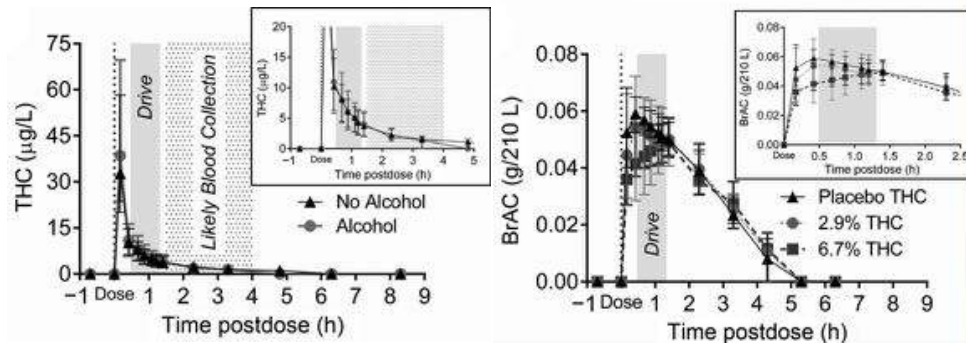 THC (µg/L)
75
60
45
30
15
0
Drive
Likely Blood Collection
−1 Dose 1 2 3 4 5 6 7 8 9
Time postdose (h)
THC (µg/L)
20
15
10
5
0
−1 Dose 1 2 3 4 5
Time postdose (h)
No Alcohol
Alcohol
BrAC (g/210 L)
0.08
0.06
0.04
0.02
0.00
Drive
−1 Dose 1 2 3 4 5 6 7 8 9
Time postdose (h)
BrAC (g/210 L)
0.08
0.06
0.04
0.02
0.00
Dose 0.5 1.0 1.5 2.0 2.5
Time postdose (h)
Placebo THC
2.9% THC
6.7% THC